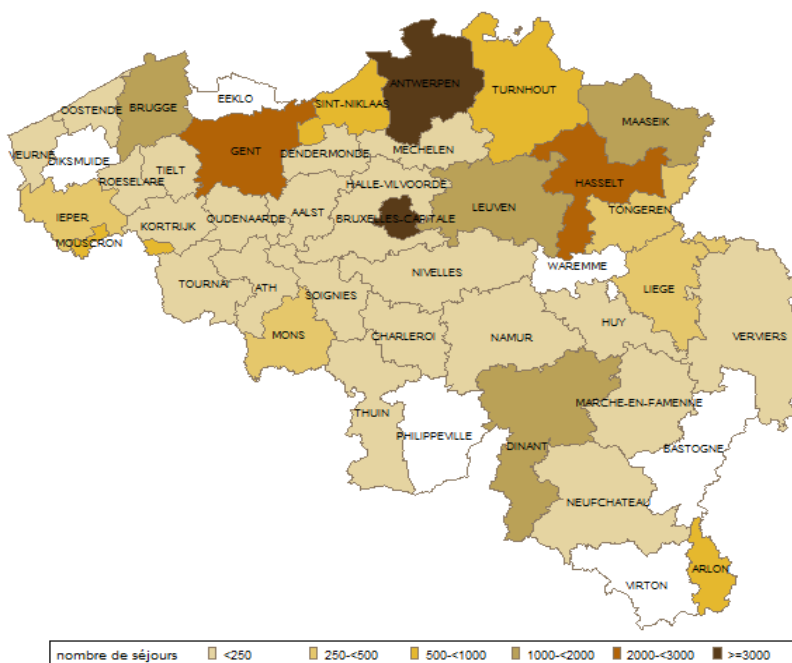 ANTWERPEN
TURNHOUT
EEKLO
SINT-NIKLAAS
OOSTENDE
BRUGGE
MAASEIK
GENT
DENDERMONDE
MECHELEN
VEURNE
DIKSMUIDE
TIELT
ROESELARE
HALLE-VILVOORDE
HASSELT
IEPER
KORTRIJK
OUDENAARDE
AALST
BRUXELLES-CAPITALE
LEUVEN
TONGEREN
MOUSCRON
WAREMME
NIVELLES
TOURNAY
ATH
SOIGNIES
LIEGE
HUY
MONS
CHARLEROI
NAMUR
VERVIERS
THUIN
MARCHE-EN-FAMENNE
PHILIPPEVILLE
DINANT
BASTOGNE
NEUFCHATEAU
ARLON
VIRTON
nombre de séjours <250 250-<500 500-<1000 1000-<2000 2000-<3000 >=3000